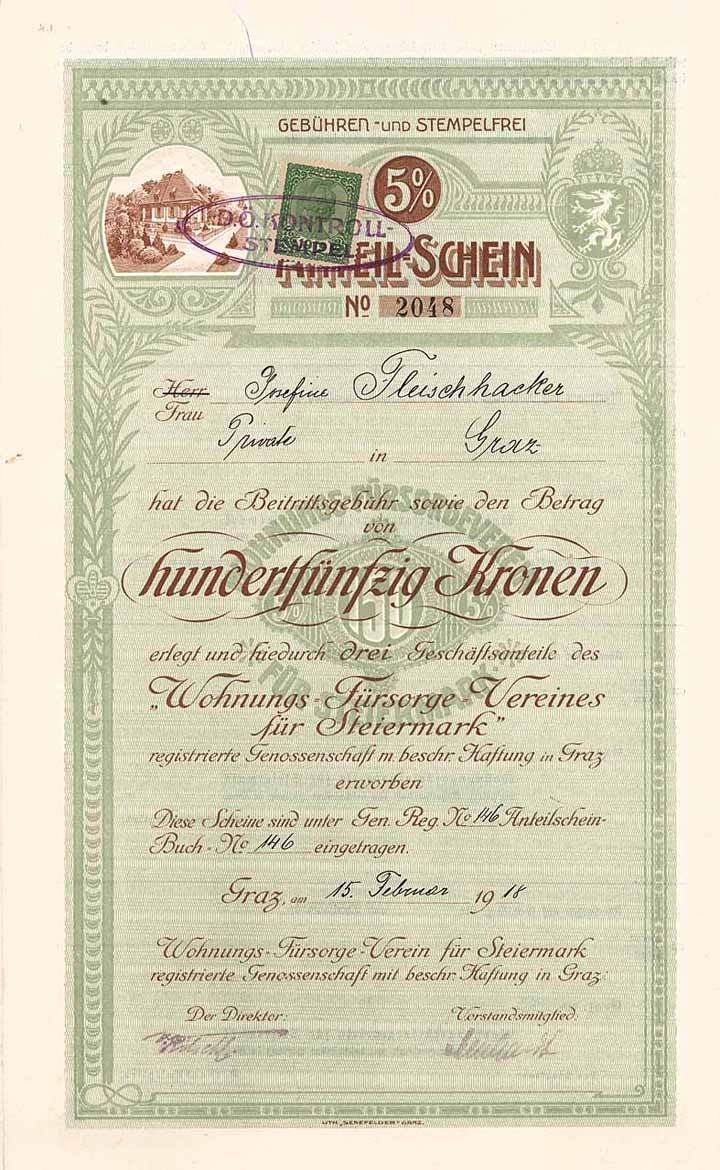 GEBÜHREN- UND STEMPELFREI
5%
D.Ö. KONTROLL-
STEMPEL
ANTEIL-SCHEIN
No 2048
Herr Josefine Fleischhacker
Frau
Private in Graz
hat die Beitrittsgebühr sowie den Betrag
von
hundertfünfzig Kronen
erlegt und hiedurch drei Geschäftsanteile des
„Wohnungs-Fürsorge-Vereines
für Steiermark"
registrierte Genossenschaft m. beschr. Haftung in Graz
erworben
Diese Scheine sind unter Gen. Reg. No 146 Anteilschein-
Buch-No 146 eingetragen.
Graz, am 15. Februar 1918
Wohnungs-Fürsorge-Verein für Steiermark
registrierte Genossenschaft mit beschr. Haftung in Graz:
Der Direktor: Vorstandsmitglied:
LITH. „SENEFELDER" GRAZ.